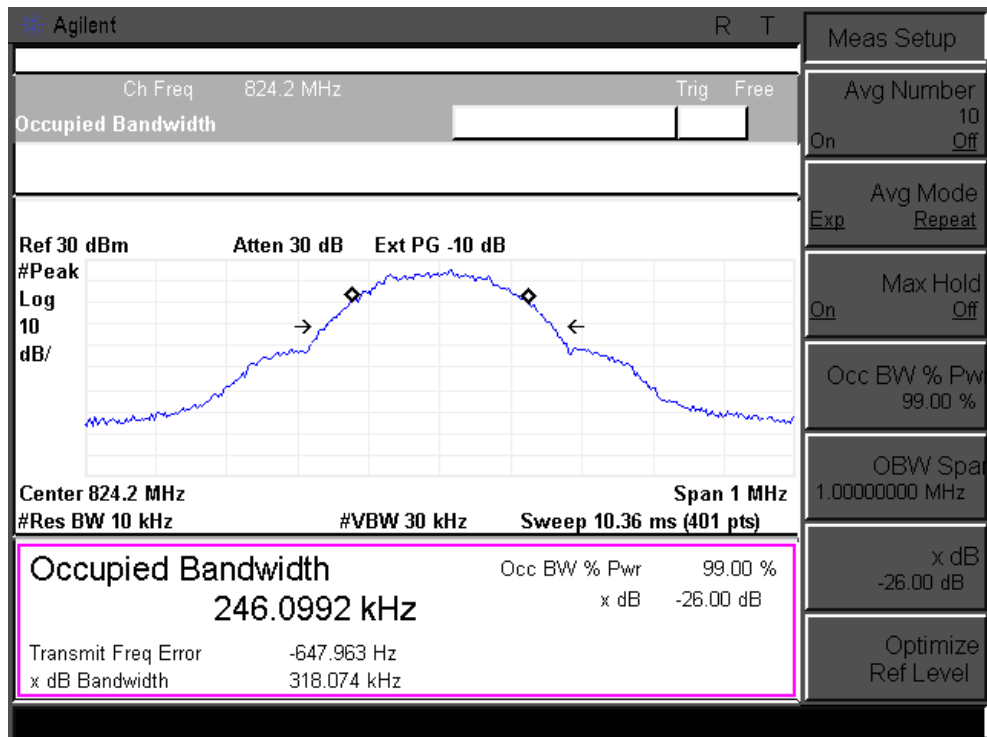 Agilent R T
Ch Freq 824.2 MHz Trig Free
Occupied Bandwidth
Ref 30 dBm Atten 30 dB Ext PG -10 dB
#Peak
Log
10
dB/
Center 824.2 MHz Span 1 MHz
#Res BW 10 kHz #VBW 30 kHz Sweep 10.36 ms (401 pts)
Occupied Bandwidth
246.0992 kHz
Occ BW % Pwr 99.00 %
x dB -26.00 dB
Transmit Freq Error -647.963 Hz
x dB Bandwidth 318.074 kHz
Meas Setup
Avg Number
10
On Off
Avg Mode
Exp Repeat
Max Hold
On Off
Occ BW % Pw
99.00 %
OBW Spa
1.00000000 MHz
x dB
-26.00 dB
Optimize
Ref Level